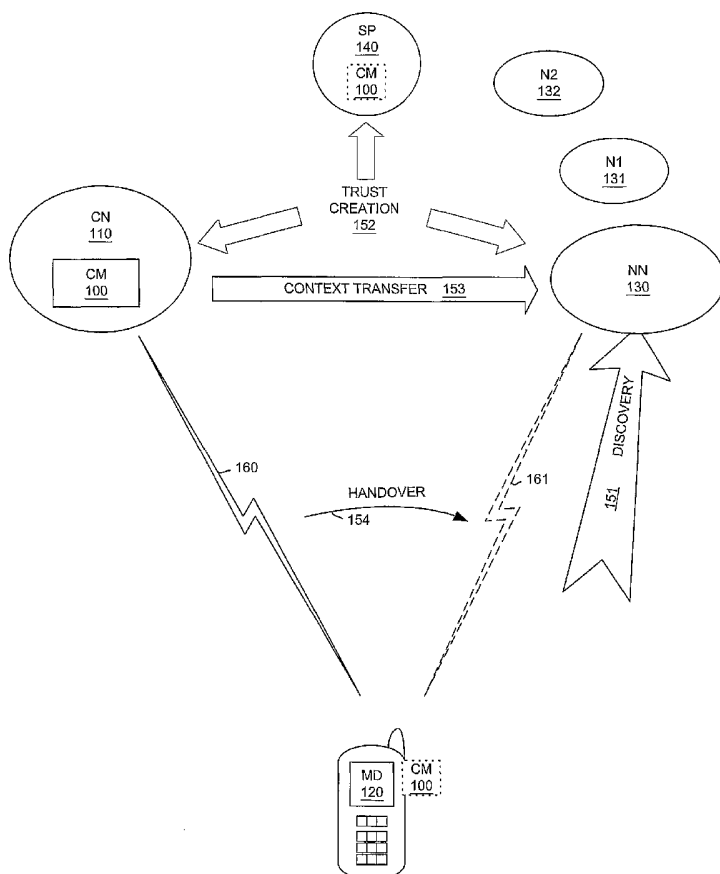 SP
140
CM
100
N2
132
N1
131
TRUST
CREATION
152
CN
110
CM
100
NN
130
CONTEXT TRANSFER 153
DISCOVERY
151
160
HANDOVER
154
161
MD
120
CM
100